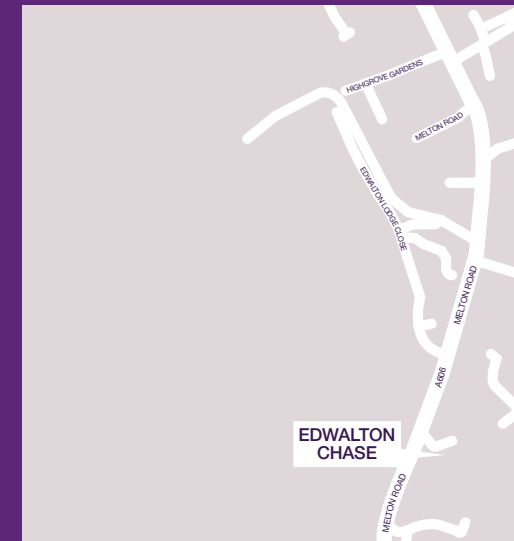 HIGHGROVE GARDENS
MELTON ROAD
EDWALTON LODGE CLOSE
MELTON ROAD
A606
EDWALTON
CHASE
MELTON ROAD